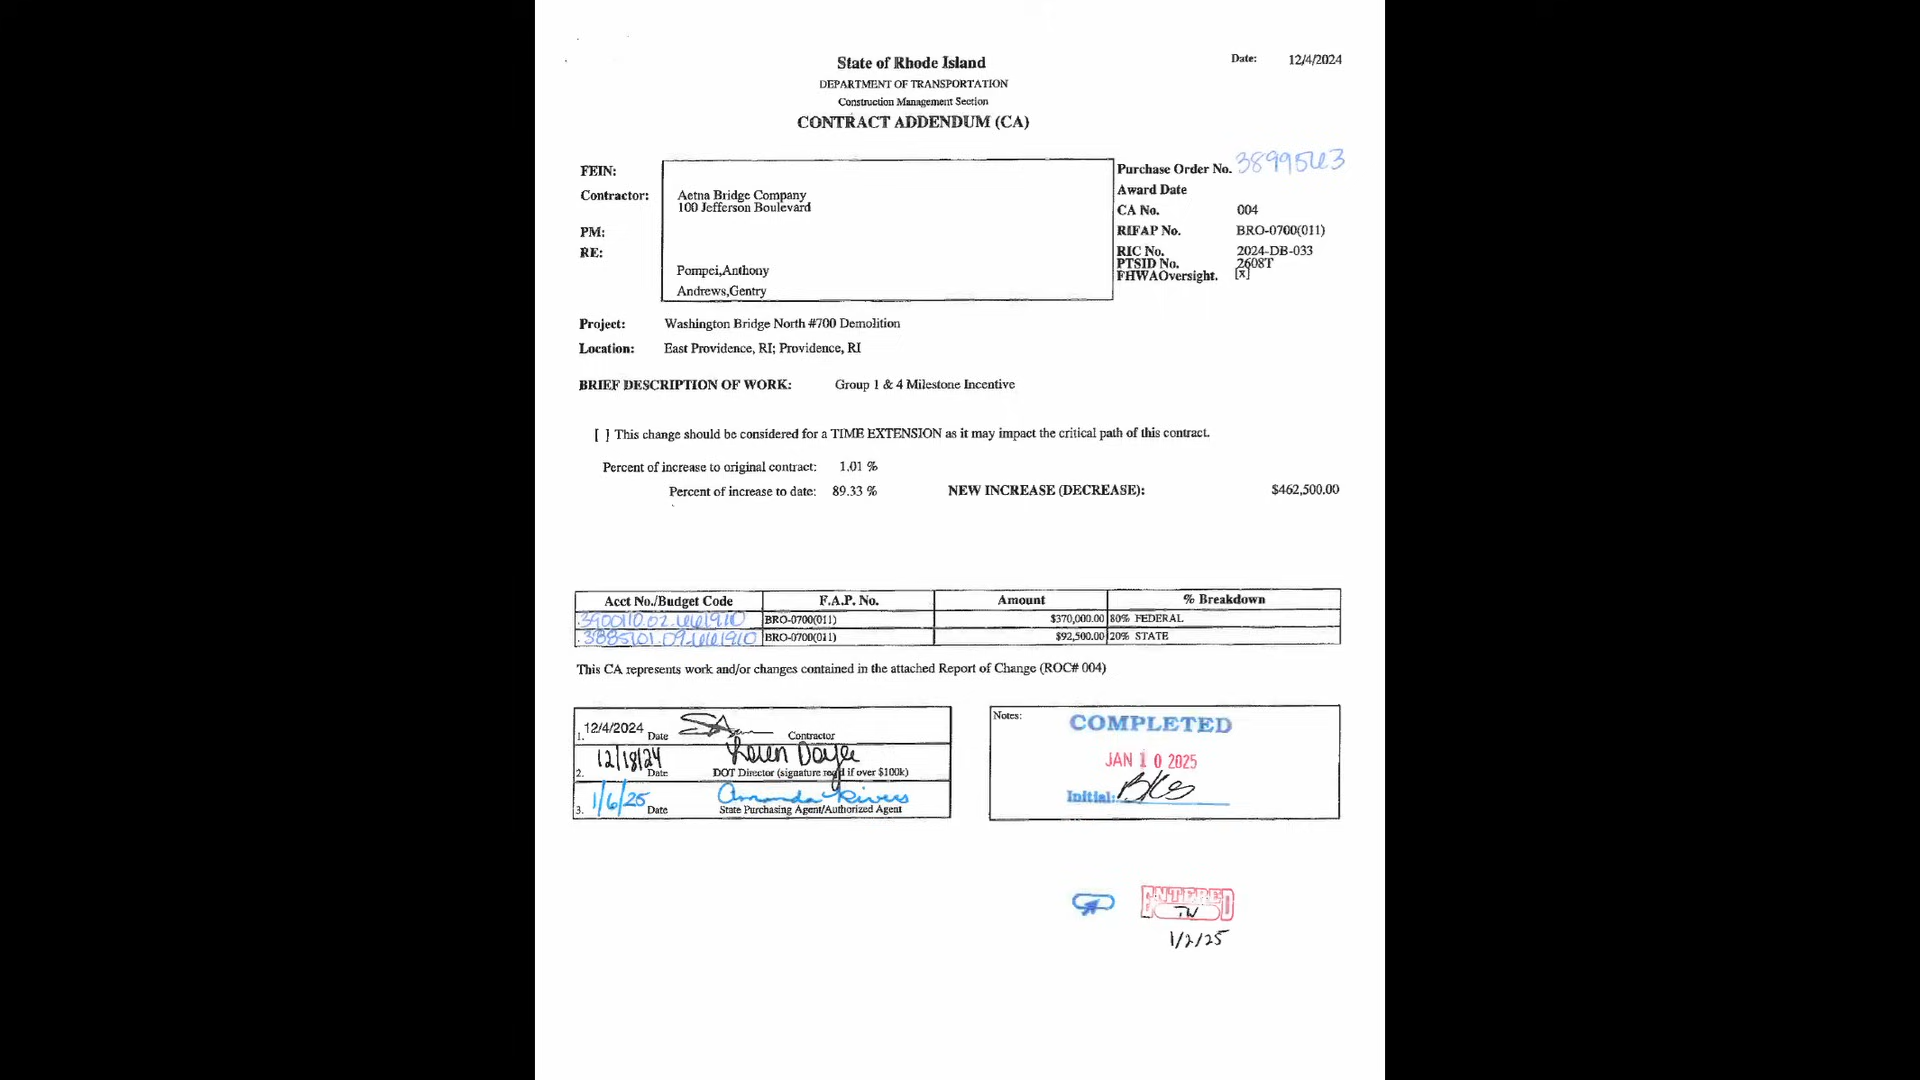 State of Rhode Island
Date: 12/4/2024
DEPARTMENT OF TRANSPORTATION
Construction Management Section
CONTRACT ADDENDUM (CA)
FEIN:
Contractor: Aetna Bridge Company
100 Jefferson Boulevard
PM:
RE:
Pompei,Anthony
Andrews,Gentry
Purchase Order No.
Award Date
CA No. 004
RIFAP No. BRO-0700(011)
RIC No. 2024-DB-033
PTSID No. 2608T
FHWAOversight. [x]
Project: Washington Bridge North #700 Demolition
Location: East Providence, RI; Providence, RI
BRIEF DESCRIPTION OF WORK: Group 1 & 4 Milestone Incentive
[ ] This change should be considered for a TIME EXTENSION as it may impact the critical path of this contract.
Percent of increase to original contract: 1.01 %
Percent of increase to date: 89.33 % NEW INCREASE (DECREASE): $462,500.00
Acct No./Budget Code F.A.P. No. Amount % Breakdown
BRO-0700(011) $370,000.00 80% FEDERAL
BRO-0700(011) $92,500.00 20% STATE
This CA represents work and/or changes contained in the attached Report of Change (ROC# 004)
1. 12/4/2024 Date Contractor
2. 12/18/24 Date DOT Director (signature req'd if over $100k)
3. 1/6/25 Date Amanda Rivers
State Purchasing Agent/Authorized Agent
Notes:
COMPLETED
JAN 10 2025
Initial:
ENTERED
TW
1/2/25